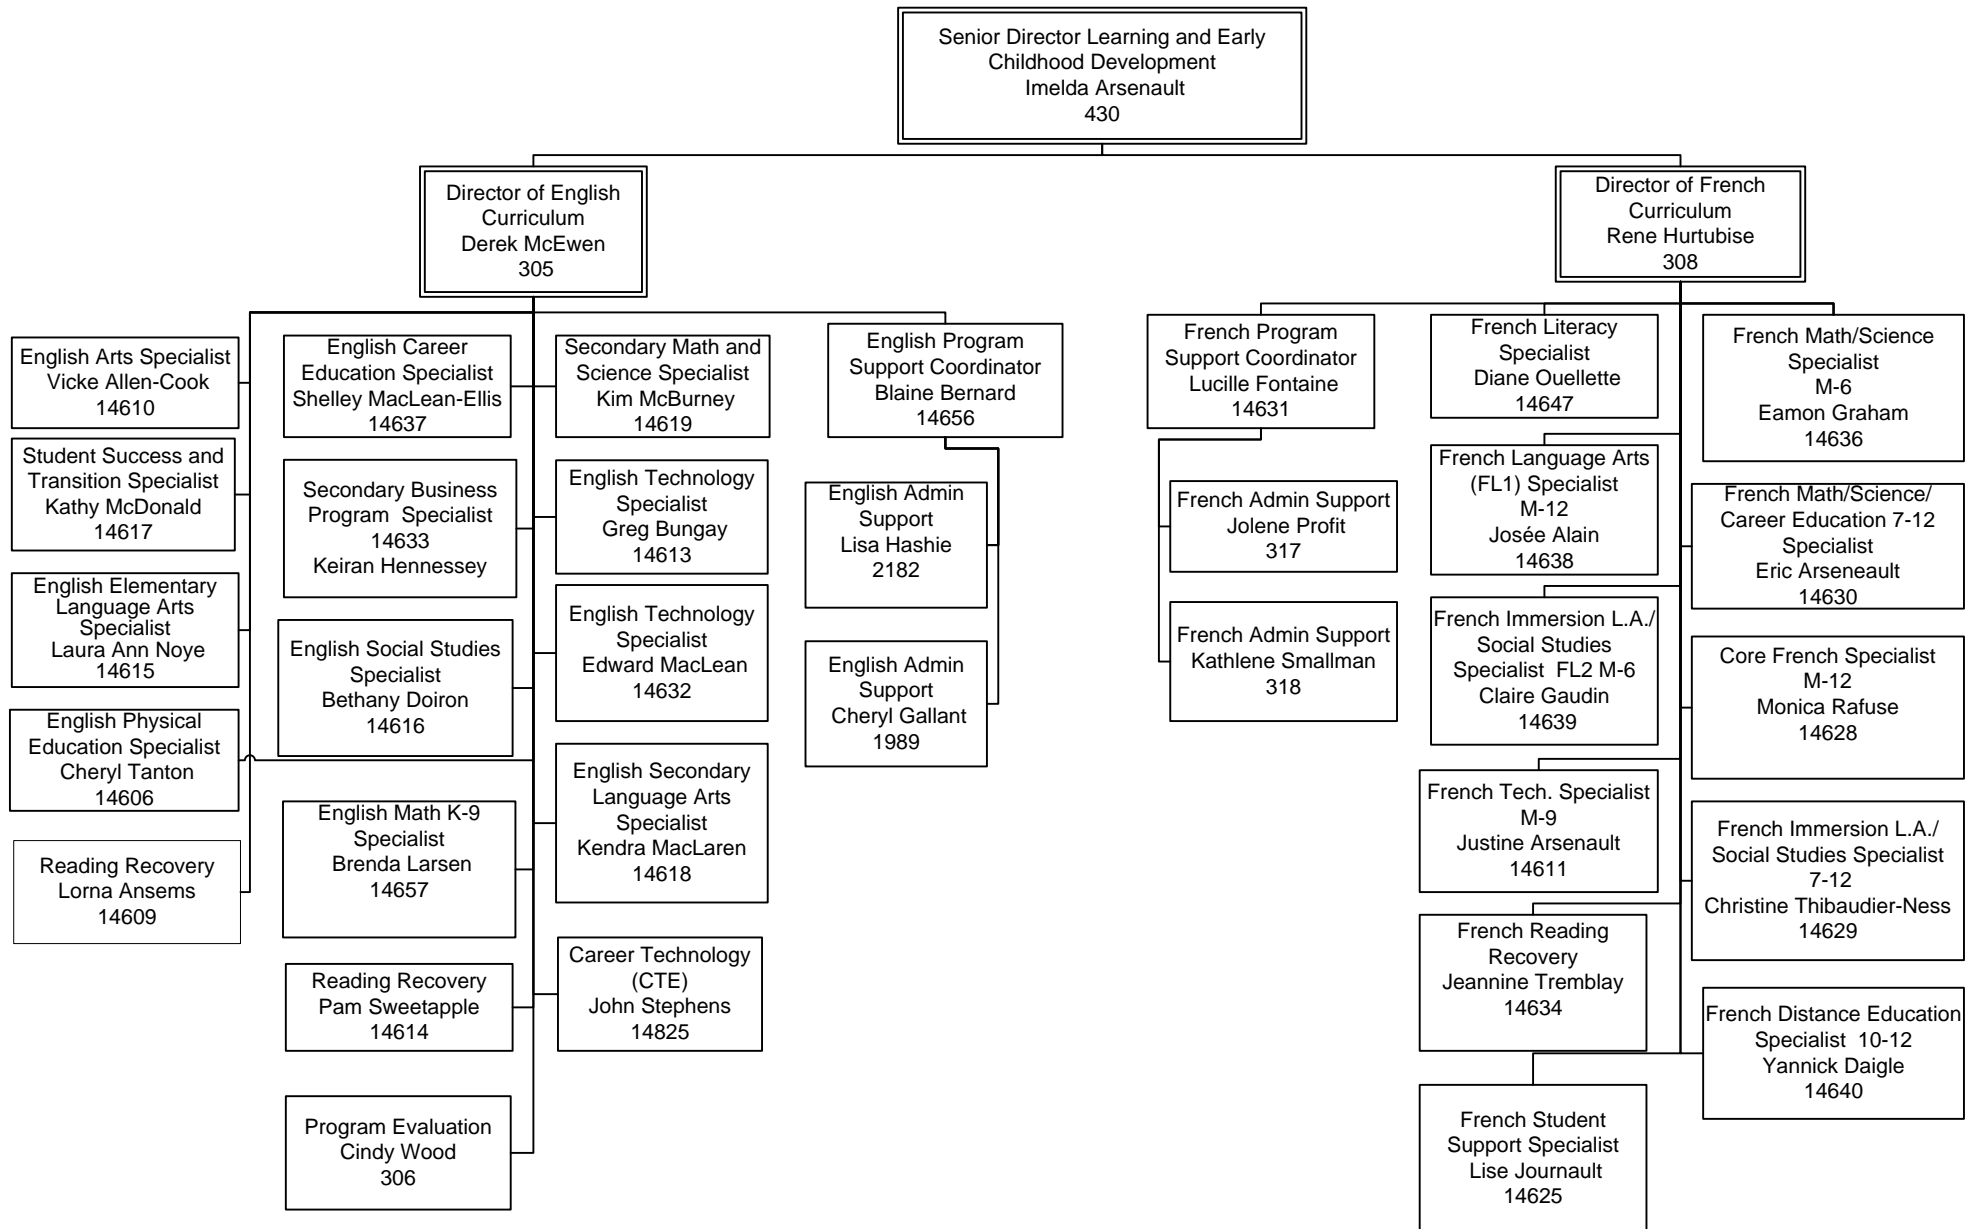 Senior Director Learning and Early
Childhood Development
Imelda Arsenault
430
Director of English
Curriculum
Derek McEwen
305
Director of French
Curriculum
Rene Hurtubise
308
English Arts Specialist
Vicke Allen-Cook
14610
Student Success and
Transition Specialist
Kathy McDonald
14617
English Elementary
Language Arts
Specialist
Laura Ann Noye
14615
English Physical
Education Specialist
Cheryl Tanton
14606
Reading Recovery
Lorna Ansems
14609
English Career
Education Specialist
Shelley MacLean-Ellis
14637
Secondary Business
Program Specialist
14633
Keiran Hennessey
English Social Studies
Specialist
Bethany Doiron
14616
English Math K-9
Specialist
Brenda Larsen
14657
Reading Recovery
Pam Sweetapple
14614
Program Evaluation
Cindy Wood
306
Secondary Math and
Science Specialist
Kim McBurney
14619
English Technology
Specialist
Greg Bungay
14613
English Technology
Specialist
Edward MacLean
14632
English Secondary
Language Arts
Specialist
Kendra MacLaren
14618
Career Technology
(CTE)
John Stephens
14825
English Program
Support Coordinator
Blaine Bernard
14656
English Admin
Support
Lisa Hashie
2182
English Admin
Support
Cheryl Gallant
1989
French Program
Support Coordinator
Lucille Fontaine
14631
French Admin Support
Jolene Profit
317
French Admin Support
Kathlene Smallman
318
French Literacy
Specialist
Diane Ouellette
14647
French Language Arts
(FL1) Specialist
M-12
Josée Alain
14638
French Immersion L.A./
Social Studies
Specialist FL2 M-6
Claire Gaudin
14639
French Tech. Specialist
M-9
Justine Arsenault
14611
French Reading
Recovery
Jeannine Tremblay
14634
French Student
Support Specialist
Lise Journault
14625
French Math/Science
Specialist
M-6
Eamon Graham
14636
French Math/Science/
Career Education 7-12
Specialist
Eric Arseneault
14630
Core French Specialist
M-12
Monica Rafuse
14628
French Immersion L.A./
Social Studies Specialist
7-12
Christine Thibaudier-Ness
14629
French Distance Education
Specialist 10-12
Yannick Daigle
14640